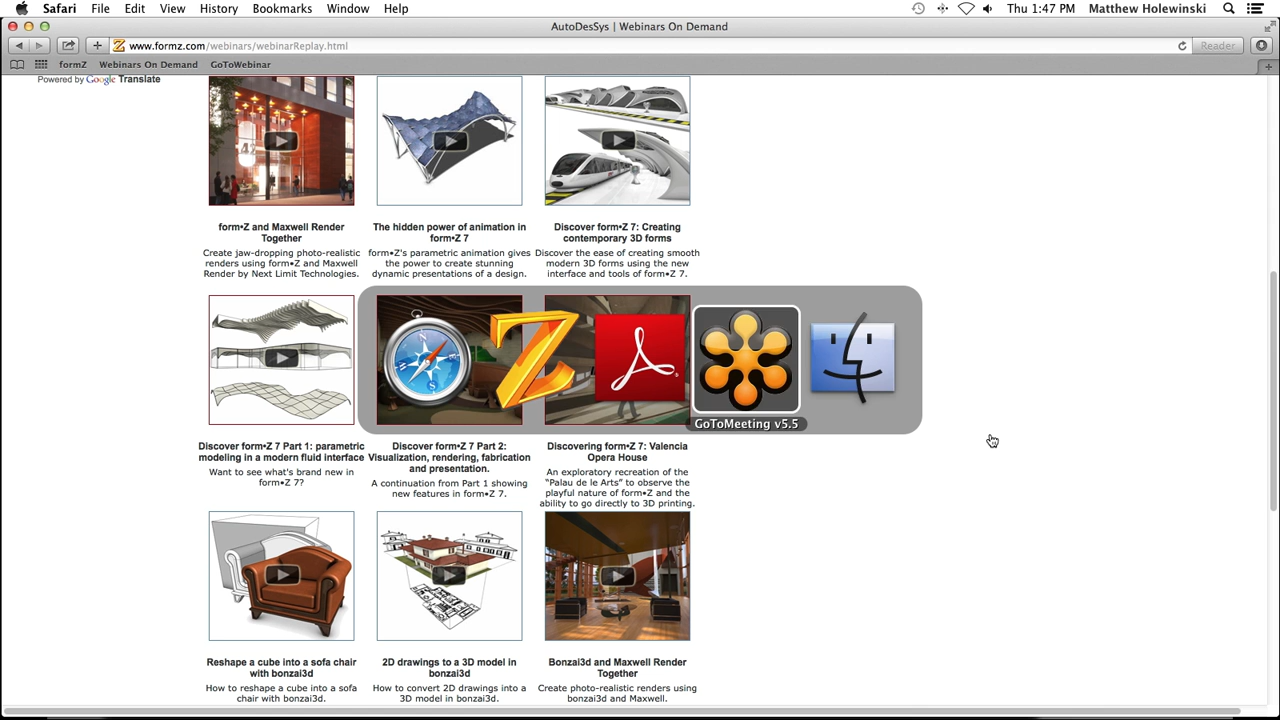 Safari File Edit View History Bookmarks Window Help Thu 1:47 PM Matthew Holewinski
AutoDesSys | Webinars On Demand
www.formz.com/webinars/webinarReplay.html Reader
formZ Webinars On Demand GoToWebinar
Powered by Google Translate
form•Z and Maxwell Render
Together
Create jaw-dropping photo-realistic
renders using form•Z and Maxwell
Render by Next Limit Technologies.
The hidden power of animation in
form•Z 7
form•Z's parametric animation gives
the power to create stunning
dynamic presentations of a design.
Discover form•Z 7: Creating
contemporary 3D forms
Discover the ease of creating smooth
modern 3D forms using the new
interface and tools of form•Z 7.
GoToMeeting v5.5
Discover form•Z 7 Part 1: parametric
modeling in a modern fluid interface
Want to see what's brand new in
form•Z 7?
Discover form•Z 7 Part 2:
Visualization, rendering, fabrication
and presentation.
A continuation from Part 1 showing
new features in form•Z 7.
Discovering form•Z 7: Valencia
Opera House
An exploratory recreation of the
"Palau de le Arts" to observe the
playful nature of form•Z and the
ability to go directly to 3D printing.
Reshape a cube into a sofa chair
with bonzai3d
How to reshape a cube into a sofa
chair with bonzai3d.
2D drawings to a 3D model in
bonzai3d
How to convert 2D drawings into a
3D model in bonzai3d.
Bonzai3d and Maxwell Render
Together
Create photo-realistic renders using
bonzai3d and Maxwell.